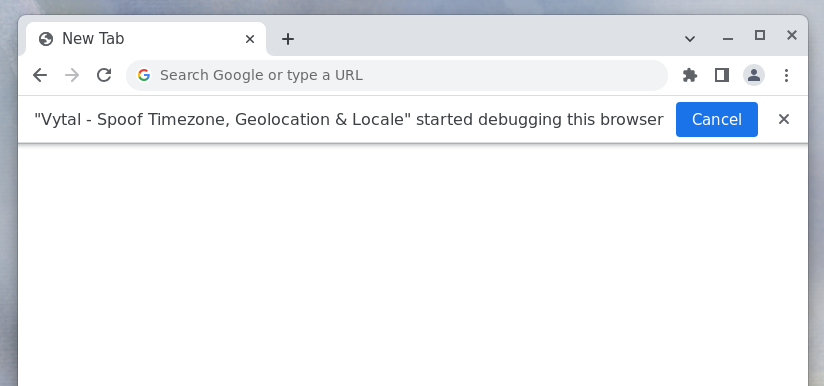 New Tab
Search Google or type a URL
"Vytal - Spoof Timezone, Geolocation & Locale" started debugging this browser
Cancel